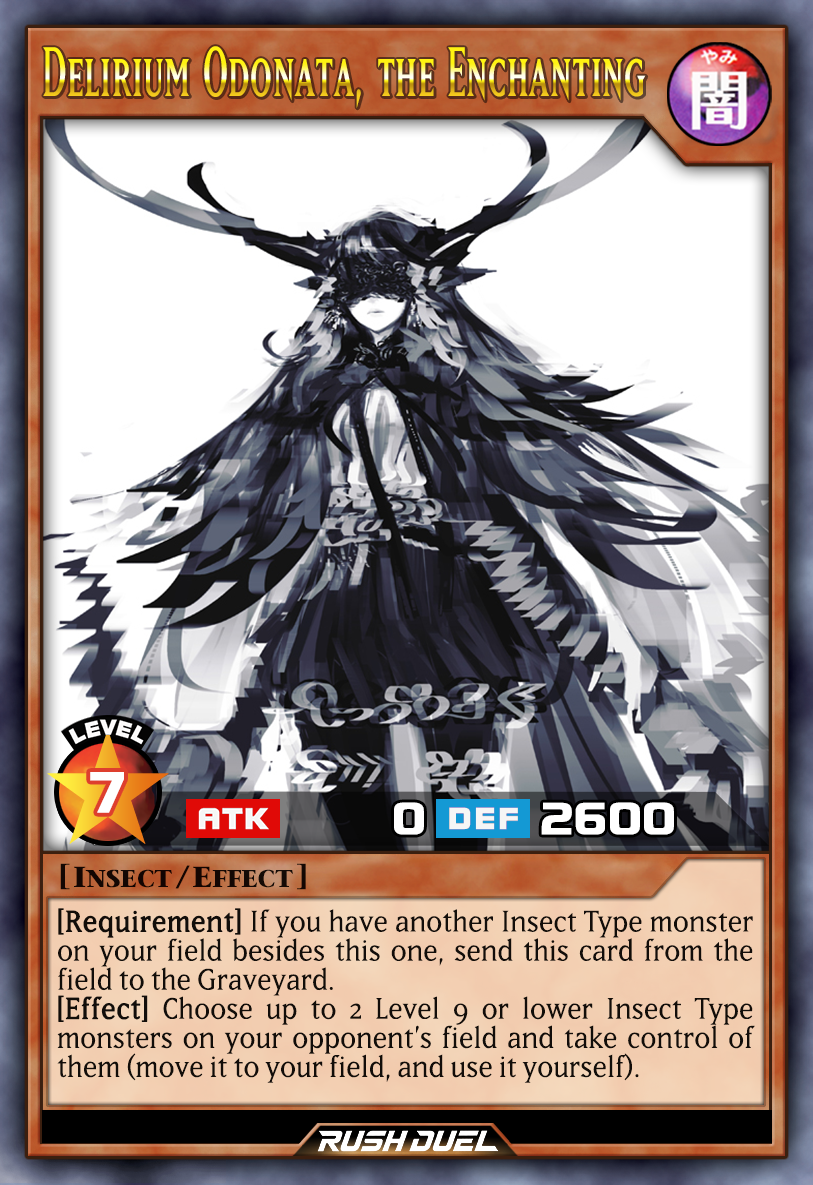 Delirium Odonata, the Enchanting
やみ
闇
LEVEL
7
ATK 0 DEF 2600
[Insect/Effect]
[Requirement] If you have another Insect Type monster
on your field besides this one, send this card from the
field to the Graveyard.
[Effect] Choose up to 2 Level 9 or lower Insect Type
monsters on your opponent's field and take control of
them (move it to your field, and use it yourself).
RUSH DUEL